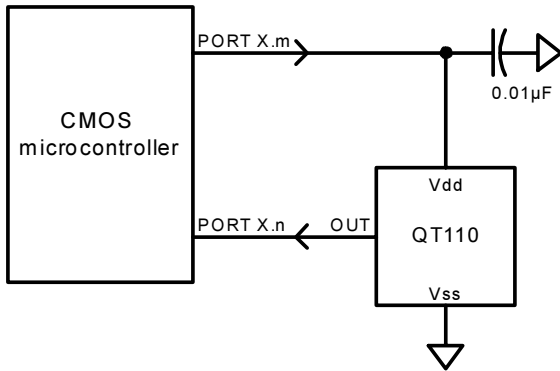 PORT X.m
0.01µF
CMOS
microcontroller
Vdd
PORT X.n
OUT
QT110
Vss